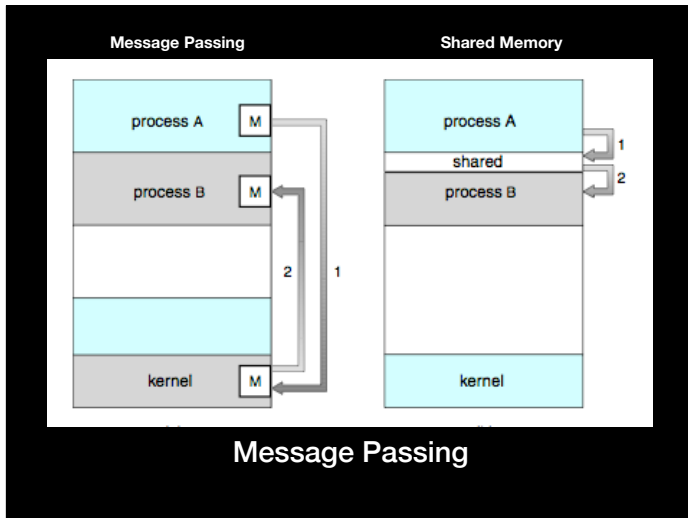 Message Passing
Shared Memory
process A
M
process B
M
2
1
kernel
M
process A
1
shared
2
process B
kernel
Message Passing